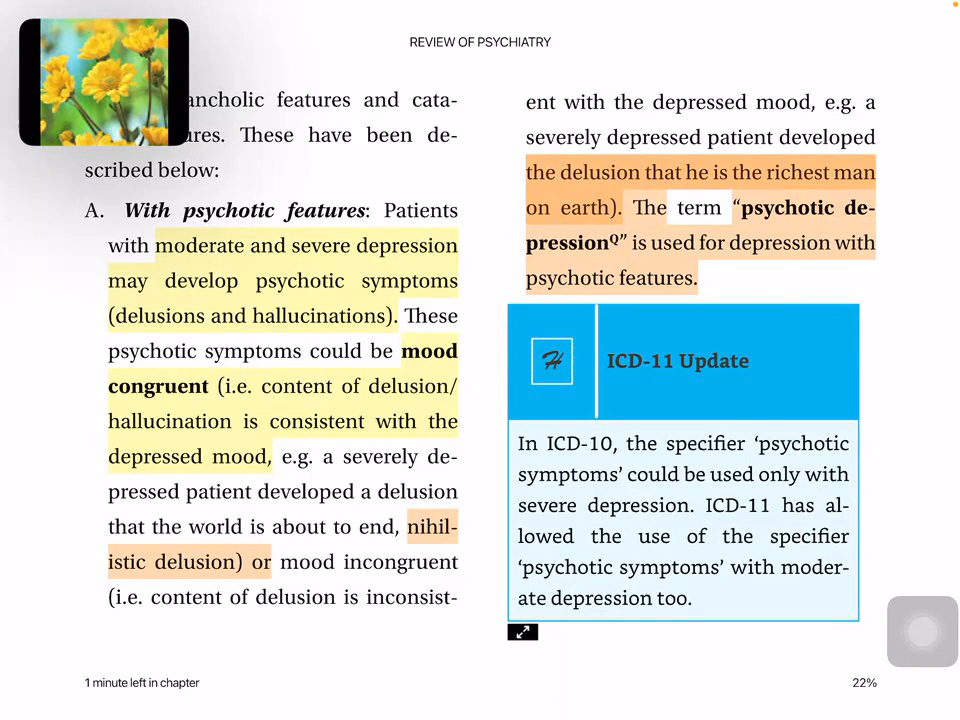 REVIEW OF PSYCHIATRY
ancholic features and cata-
ures. These have been de-
scribed below:
A. With psychotic features: Patients
with moderate and severe depression
may develop psychotic symptoms
(delusions and hallucinations). These
psychotic symptoms could be mood
congruent (i.e. content of delusion/
hallucination is consistent with the
depressed mood, e.g. a severely de-
pressed patient developed a delusion
that the world is about to end, nihil-
istic delusion) or mood incongruent
(i.e. content of delusion is inconsist-
ent with the depressed mood, e.g. a
severely depressed patient developed
the delusion that he is the richest man
on earth). The term “psychotic de-
pressionQ” is used for depression with
psychotic features.
H
ICD-11 Update
In ICD-10, the specifier ‘psychotic
symptoms’ could be used only with
severe depression. ICD-11 has al-
lowed the use of the specifier
‘psychotic symptoms’ with moder-
ate depression too.
1 minute left in chapter
22%